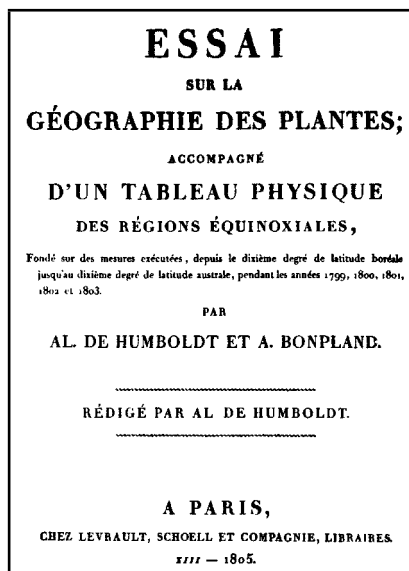 ESSAI
SUR LA
GÉOGRAPHIE DES PLANTES;
ACCOMPAGNÉ
D'UN TABLEAU PHYSIQUE
DES RÉGIONS ÉQUINOXIALES,
Fondé sur des mesures exécutées, depuis le dixième degré de latitude boréale
jusqu'au dixième degré de latitude australe, pendant les années 1799, 1800, 1801,
1802 et 1803.
PAR
AL. DE HUMBOLDT ET A. BONPLAND.
RÉDIGÉ PAR AL DE HUMBOLDT.
A PARIS,
CHEZ LEVRAULT, SCHOELL ET COMPAGNIE, LIBRAIRES.
XIII — 1805.